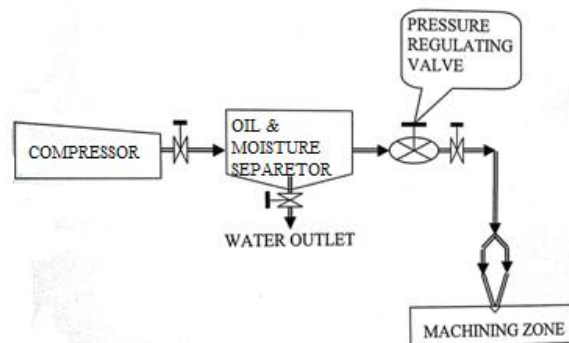 PRESSURE
REGULATING
VALVE
COMPRESSOR
OIL &
MOISTURE
SEPARETOR
WATER OUTLET
MACHINING ZONE